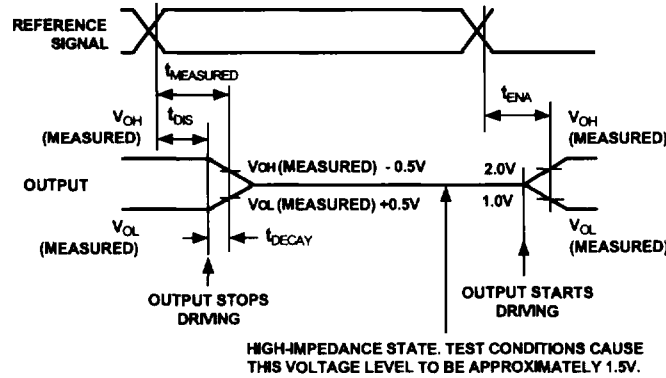 REFERENCE
SIGNAL
tMEASURED
tENA
VOH
(MEASURED)
tDIS
VOH
(MEASURED)
VOH (MEASURED) - 0.5V
2.0V
OUTPUT
VOL (MEASURED) +0.5V
1.0V
VOL
(MEASURED)
tDECAY
VOL
(MEASURED)
OUTPUT STOPS
DRIVING
OUTPUT STARTS
DRIVING
HIGH-IMPEDANCE STATE. TEST CONDITIONS CAUSE
THIS VOLTAGE LEVEL TO BE APPROXIMATELY 1.5V.